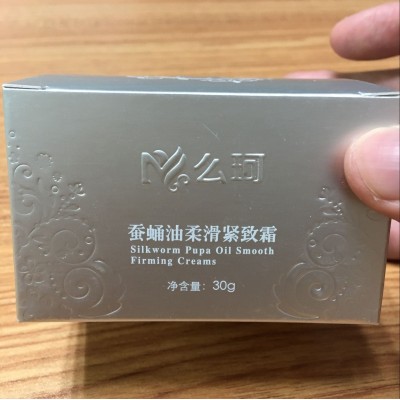 么珂
蚕蛹油柔滑紧致霜
Silkworm Pupa Oil Smooth
Firming Creams
净含量: 30g